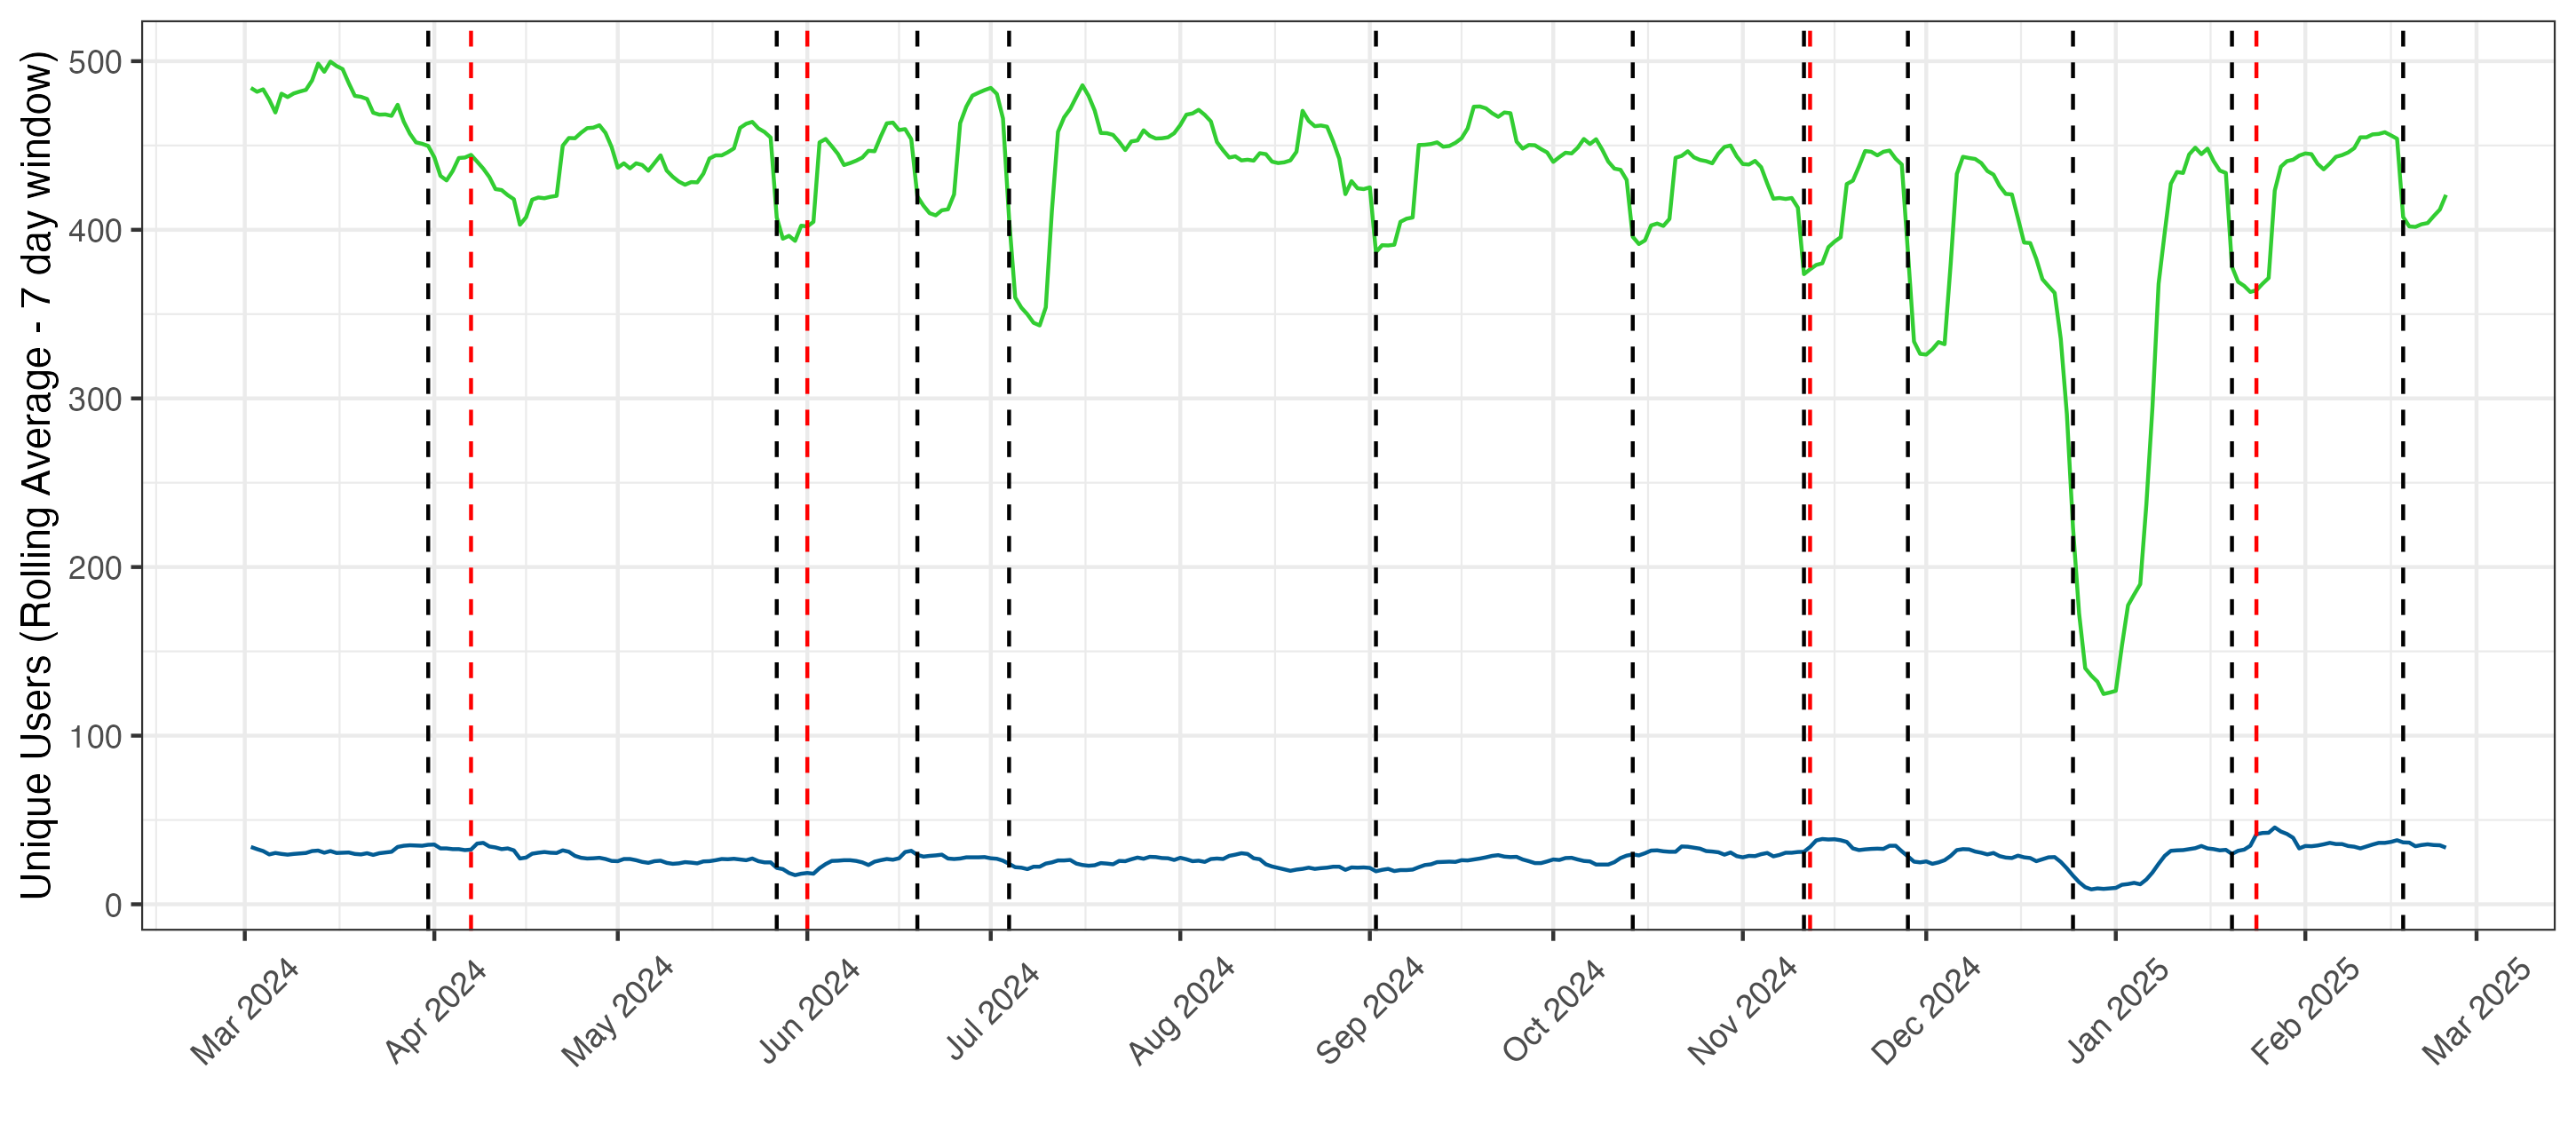 Unique Users (Rolling Average - 7 day window)
500
400
300
200
100
0
Mar 2024
Apr 2024
May 2024
Jun 2024
Jul 2024
Aug 2024
Sep 2024
Oct 2024
Nov 2024
Dec 2024
Jan 2025
Feb 2025
Mar 2025